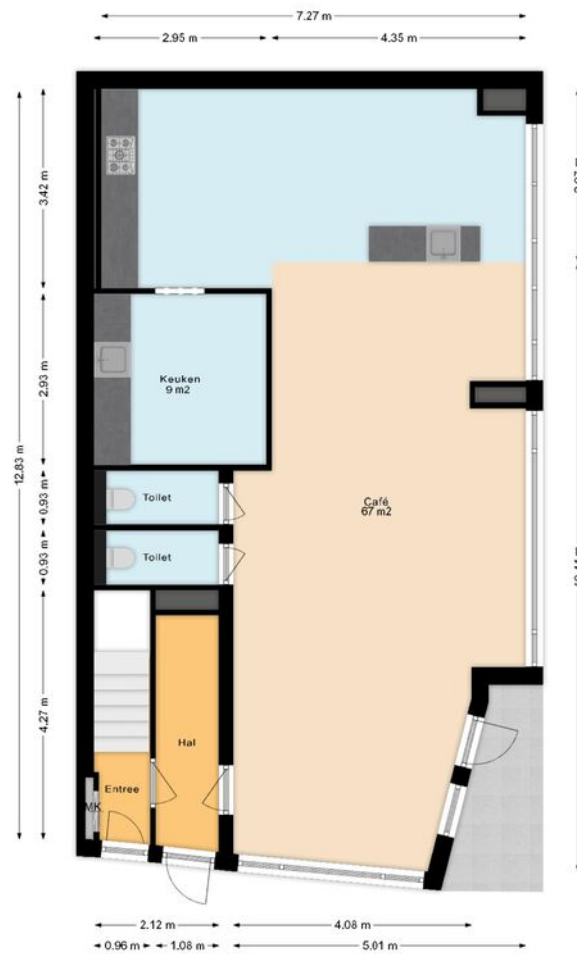 7.27 m
2.95 m
4.35 m
3.42 m
2.93 m
12.83 m
Keuken
9 m2
0.93 m
Toilet
Café
67 m2
0.93 m
Toilet
4.27 m
Hal
Entree
MK
2.12 m
4.08 m
0.96 m
1.08 m
5.01 m